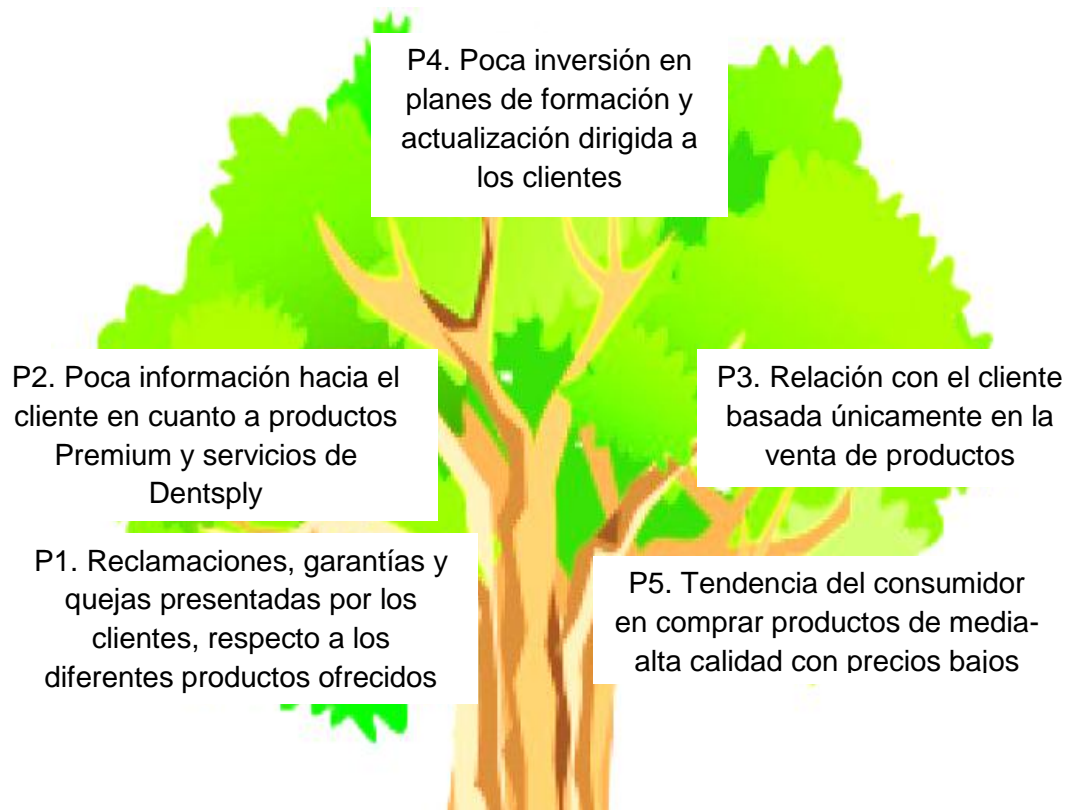 P4. Poca inversión en
planes de formación y
actualización dirigida a
los clientes
P2. Poca información hacia el
cliente en cuanto a productos
Premium y servicios de
Dentsply
P3. Relación con el cliente
basada únicamente en la
venta de productos
P1. Reclamaciones, garantías y
quejas presentadas por los
clientes, respecto a los
diferentes productos ofrecidos
P5. Tendencia del consumidor
en comprar productos de media-
alta calidad con precios bajos